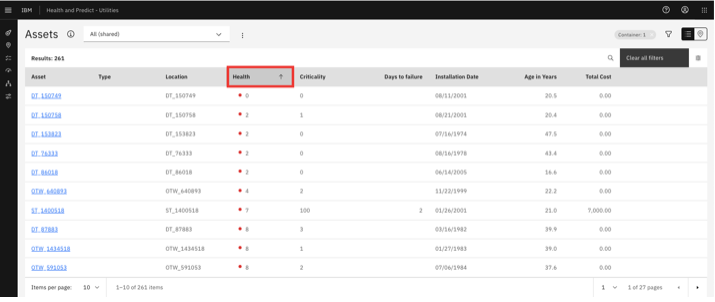 IBM Health and Predict - Utilities
Assets All (shared) Container: 1
Results: 261 Clear all filters
Asset Type Location Health Criticality Days to failure Installation Date Age in Years Total Cost
DT_150749 DT_150749 0 0 08/11/2001 20.5 0.00
DT_150758 DT_150758 2 1 08/21/2001 20.4 0.00
DT_153823 DT_153823 2 0 07/16/1974 47.5 0.00
DT_76333 DT_76333 2 0 08/16/1978 43.4 0.00
DT_86018 DT_86018 2 0 06/14/2005 16.6 0.00
OTW_640893 OTW_640893 4 2 11/22/1999 22.2 0.00
ST_1400518 ST_1400518 7 100 2 01/26/2001 21.0 7,000.00
DT_87883 DT_87883 8 3 03/16/1982 39.9 0.00
OTW_1434518 OTW_1434518 8 1 01/27/1983 39.0 0.00
OTW_591053 OTW_591053 8 2 07/06/1984 37.6 0.00
Items per page: 10 1–10 of 261 items 1 1 of 27 pages